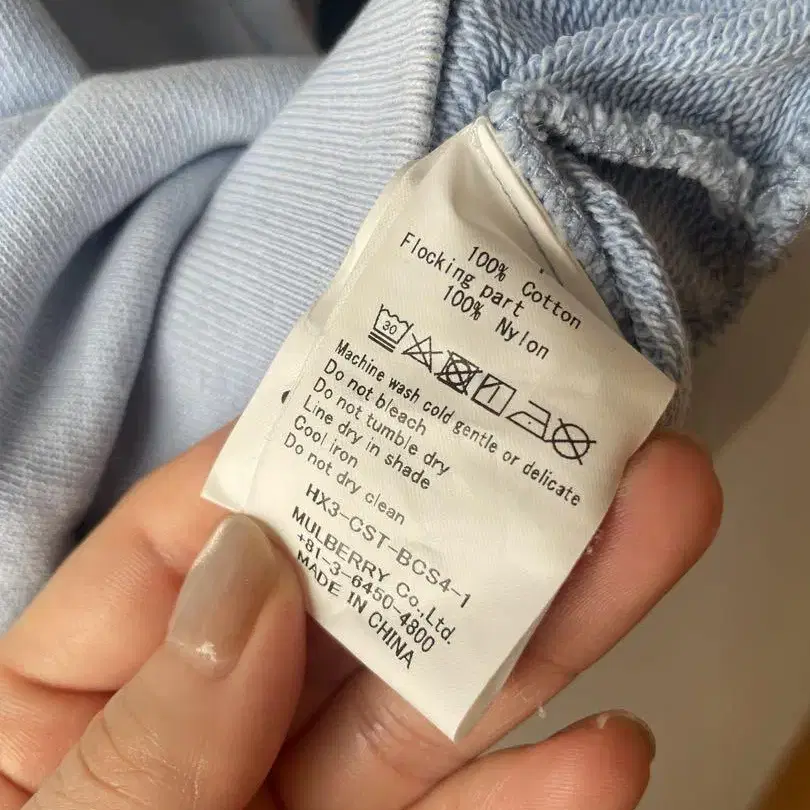 100% Cotton
Flocking part
100% Nylon
30
Machine wash cold gentle or delicate
Do not bleach
Do not tumble dry
Line dry in shade
Cool iron
Do not dry clean
HX3-CST-BCS4-1
MULBERRY Co.,Ltd.
+81-3-6450-4800
MADE IN CHINA